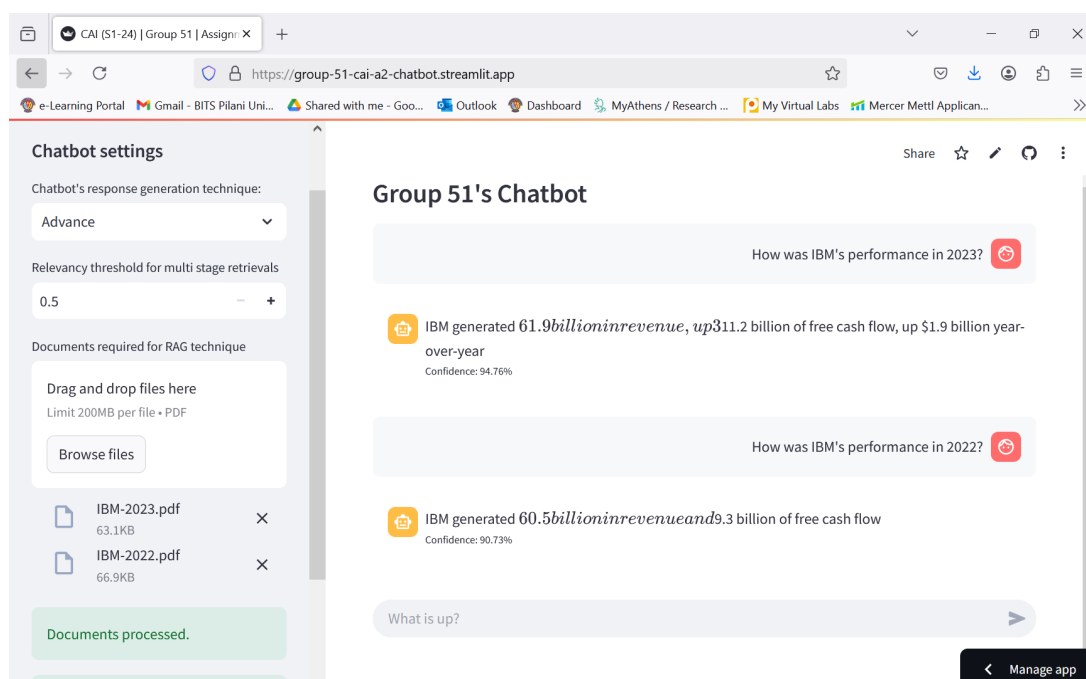 CAI (S1-24) | Group 51 | Assignn
https://group-51-cai-a2-chatbot.streamlit.app
e-Learning Portal
Gmail - BITS Pilani Uni...
Shared with me - Goo...
Outlook
Dashboard
MyAthens / Research ...
My Virtual Labs
Mercer Mettl Applican...
Chatbot settings
Chatbot's response generation technique:
Advance
Relevancy threshold for multi stage retrievals
0.5
Documents required for RAG technique
Drag and drop files here
Limit 200MB per file • PDF
Browse files
IBM-2023.pdf
63.1KB
IBM-2022.pdf
66.9KB
Documents processed.
Share
Group 51's Chatbot
How was IBM's performance in 2023?
IBM generated 61.9billioninrevenue, up311.2 billion of free cash flow, up $1.9 billion year-
over-year
Confidence: 94.76%
How was IBM's performance in 2022?
IBM generated 60.5billioninrevenueand9.3 billion of free cash flow
Confidence: 90.73%
What is up?
Manage app